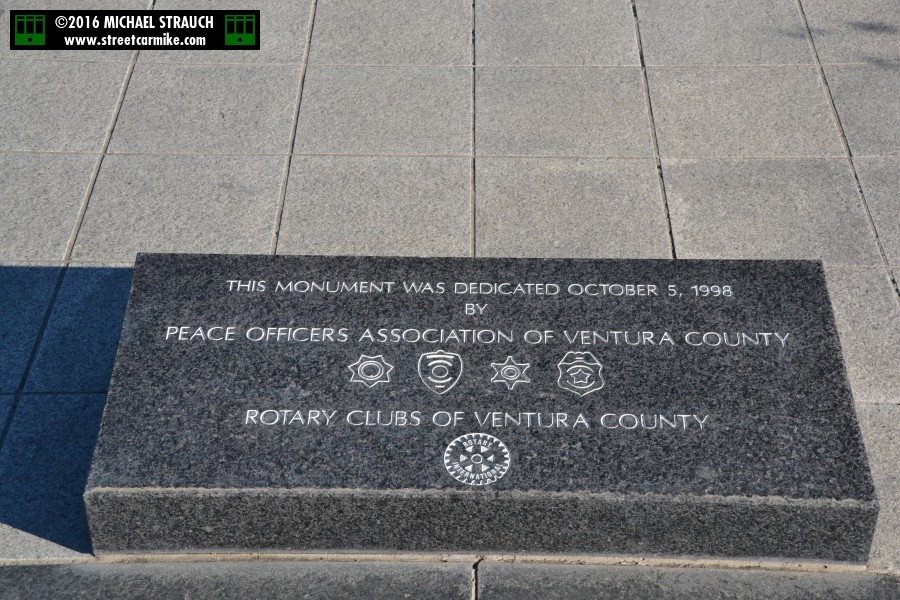 ©2016 MICHAEL STRAUCH
www.streetcarmike.com
THIS MONUMENT WAS DEDICATED OCTOBER 5, 1998
BY
PEACE OFFICERS ASSOCIATION OF VENTURA COUNTY
ROTARY CLUBS OF VENTURA COUNTY
ROTARY
INTERNATIONAL